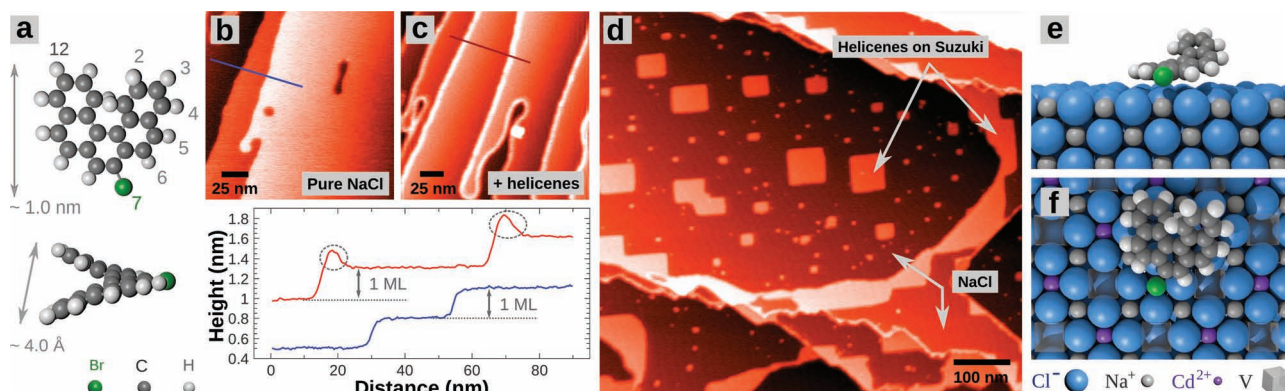 a
12
2
3
4
5
6
7
~ 1.0 nm
~ 4.0 Å
Br C H
b
25 nm
Pure NaCl
c
25 nm
+ helicenes
Height (nm)
1.8
1.6
1.4
1.2
1.0
0.8
0.6
0.4
1 ML
1 ML
0 20 40 60 80
Distance (nm)
d
Helicenes on Suzuki
NaCl
100 nm
e
f
Cl⁻ Na⁺ Cd²⁺ V